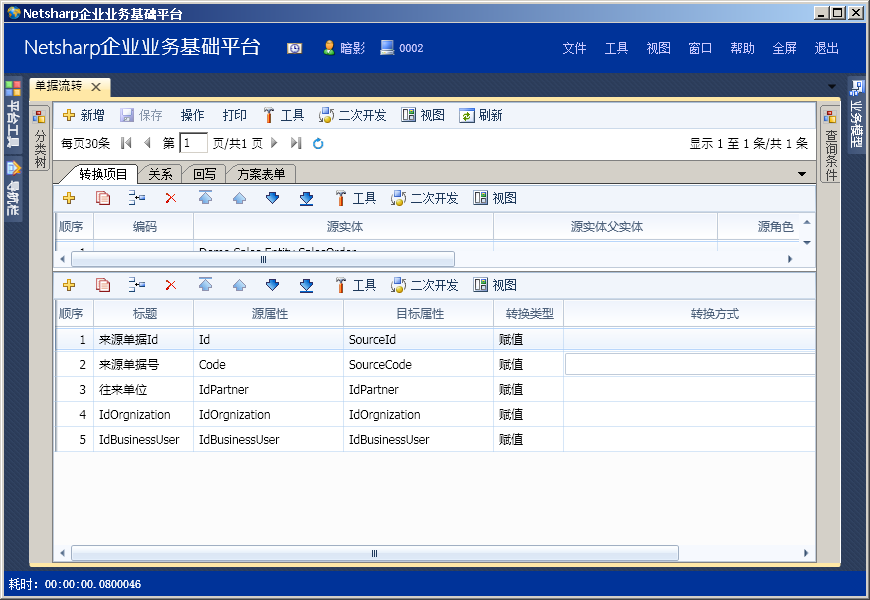 Netsharp企业业务基础平台
Netsharp企业业务基础平台 暗影 0002 文件 工具 视图 窗口 帮助 全屏 退出
平台工具
导航栏
单据流转
分类树
新增 保存 操作 打印 工具 二次开发 视图 刷新
每页30条 第 1 页/共1 页 显示 1 至 1 条/共 1 条
转换项目 关系 回写 方案表单
工具 二次开发 视图
顺序 编码 源实体 源实体父实体 源角色
1 Demo.Sales.Entity.SalesOrder
工具 二次开发 视图
顺序 标题 源属性 目标属性 转换类型 转换方式
1 来源单据Id Id SourceId 赋值
2 来源单据号 Code SourceCode 赋值
3 往来单位 IdPartner IdPartner 赋值
4 IdOrgnization IdOrgnization IdOrgnization 赋值
5 IdBusinessUser IdBusinessUser IdBusinessUser 赋值
查询条件
业务模型
耗时: 00:00:00.0800046